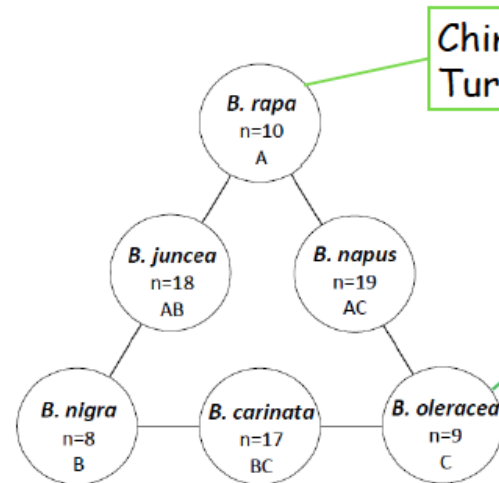 B. rapa
n=10
A
B. juncea
n=18
AB
B. napus
n=19
AC
B. nigra
n=8
B
B. carinata
n=17
BC
B. oleracea
n=9
C